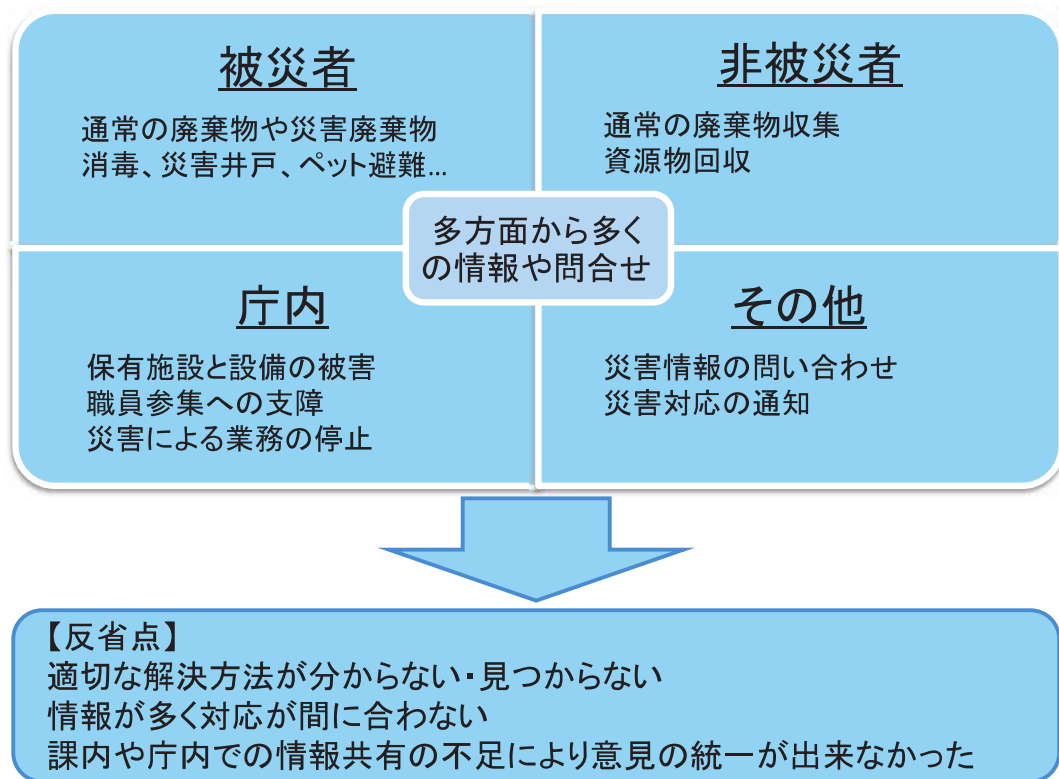 被災者
通常の廃棄物や災害廃棄物
消毒、災害井戸、ペット避難...
非被災者
通常の廃棄物収集
資源物回収
多方面から多く
の情報や問合せ
庁内
保有施設と設備の被害
職員参集への支障
災害による業務の停止
その他
災害情報の問い合わせ
災害対応の通知
【反省点】
適切な解決方法が分からない・見つからない
情報が多く対応が間に合わない
課内や庁内での情報共有の不足により意見の統一が出来なかった